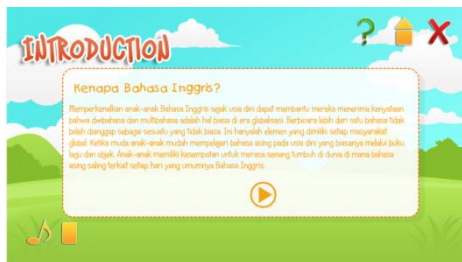 INTRODUCTION
Kenapa Bahasa Inggris?
Memperkenalkan anak-anak Bahasa Inggris sejak usia dini dapat membantu mereka menerima kenyataan
bahwa dwibahasa dan multibahasa adalah hal biasa di era globalisasi. Berbicara lebih dari satu bahasa tidak
boleh dianggap sebagai sesuatu yang tidak biasa. Ini hanyalah elemen yang dimiliki setiap masyarakat
global. Ketika muda anak-anak mudah mempelajari bahasa asing pada usia dini yang biasanya melalui buku,
lagu dan objek. Anak-anak memiliki kesempatan untuk merasa senang tumbuh di dunia di mana bahasa
asing saling terkait setiap hari yang umumnya Bahasa Inggris.